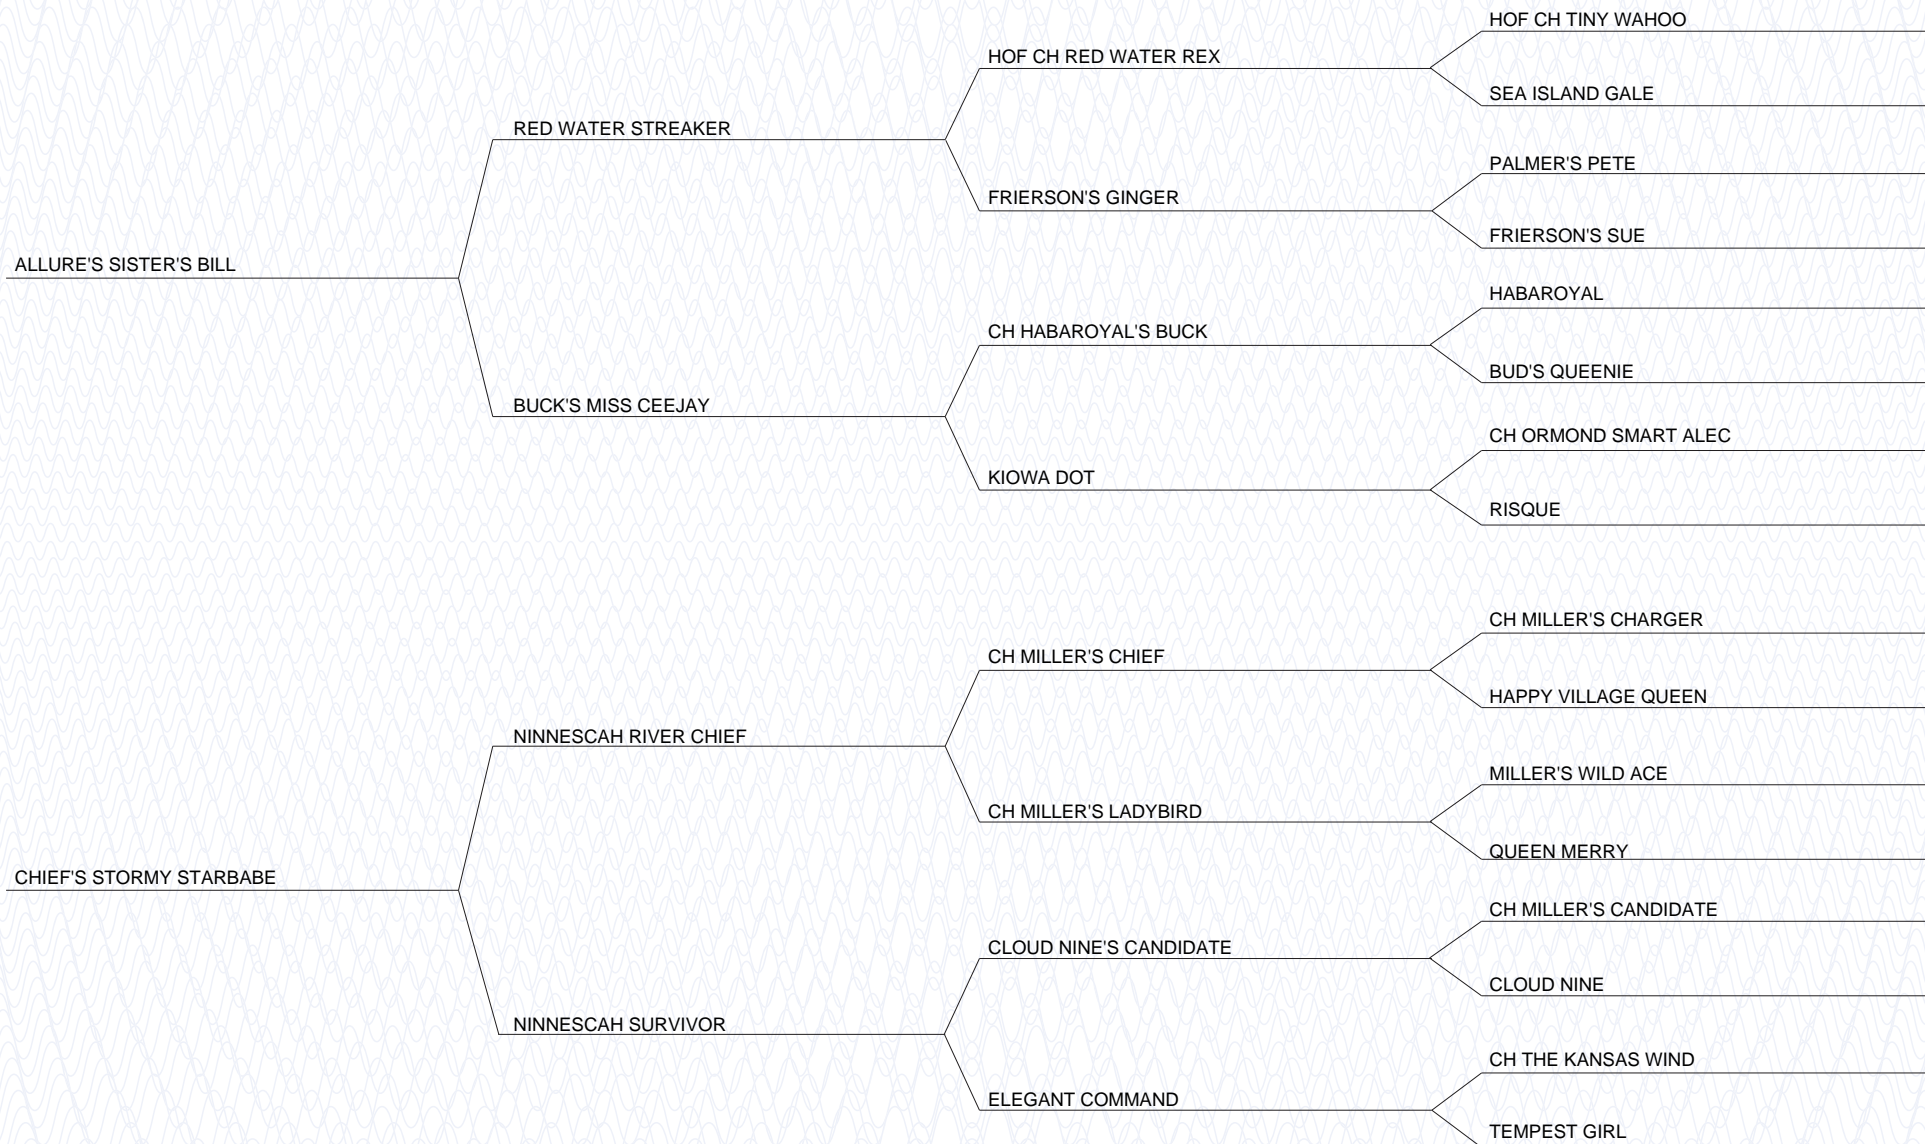 HOF CH TINY WAHOO
HOF CH RED WATER REX
SEA ISLAND GALE
RED WATER STREAKER
PALMER'S PETE
FRIERSON'S GINGER
FRIERSON'S SUE
ALLURE'S SISTER'S BILL
HABAROYAL
CH HABAROYAL'S BUCK
BUD'S QUEENIE
BUCK'S MISS CEEJAY
CH ORMOND SMART ALEC
KIOWA DOT
RISQUE
CH MILLER'S CHARGER
CH MILLER'S CHIEF
HAPPY VILLAGE QUEEN
NINNESCAH RIVER CHIEF
MILLER'S WILD ACE
CH MILLER'S LADYBIRD
QUEEN MERRY
CHIEF'S STORMY STARBABE
CH MILLER'S CANDIDATE
CLOUD NINE'S CANDIDATE
CLOUD NINE
NINNESCAH SURVIVOR
CH THE KANSAS WIND
ELEGANT COMMAND
TEMPEST GIRL